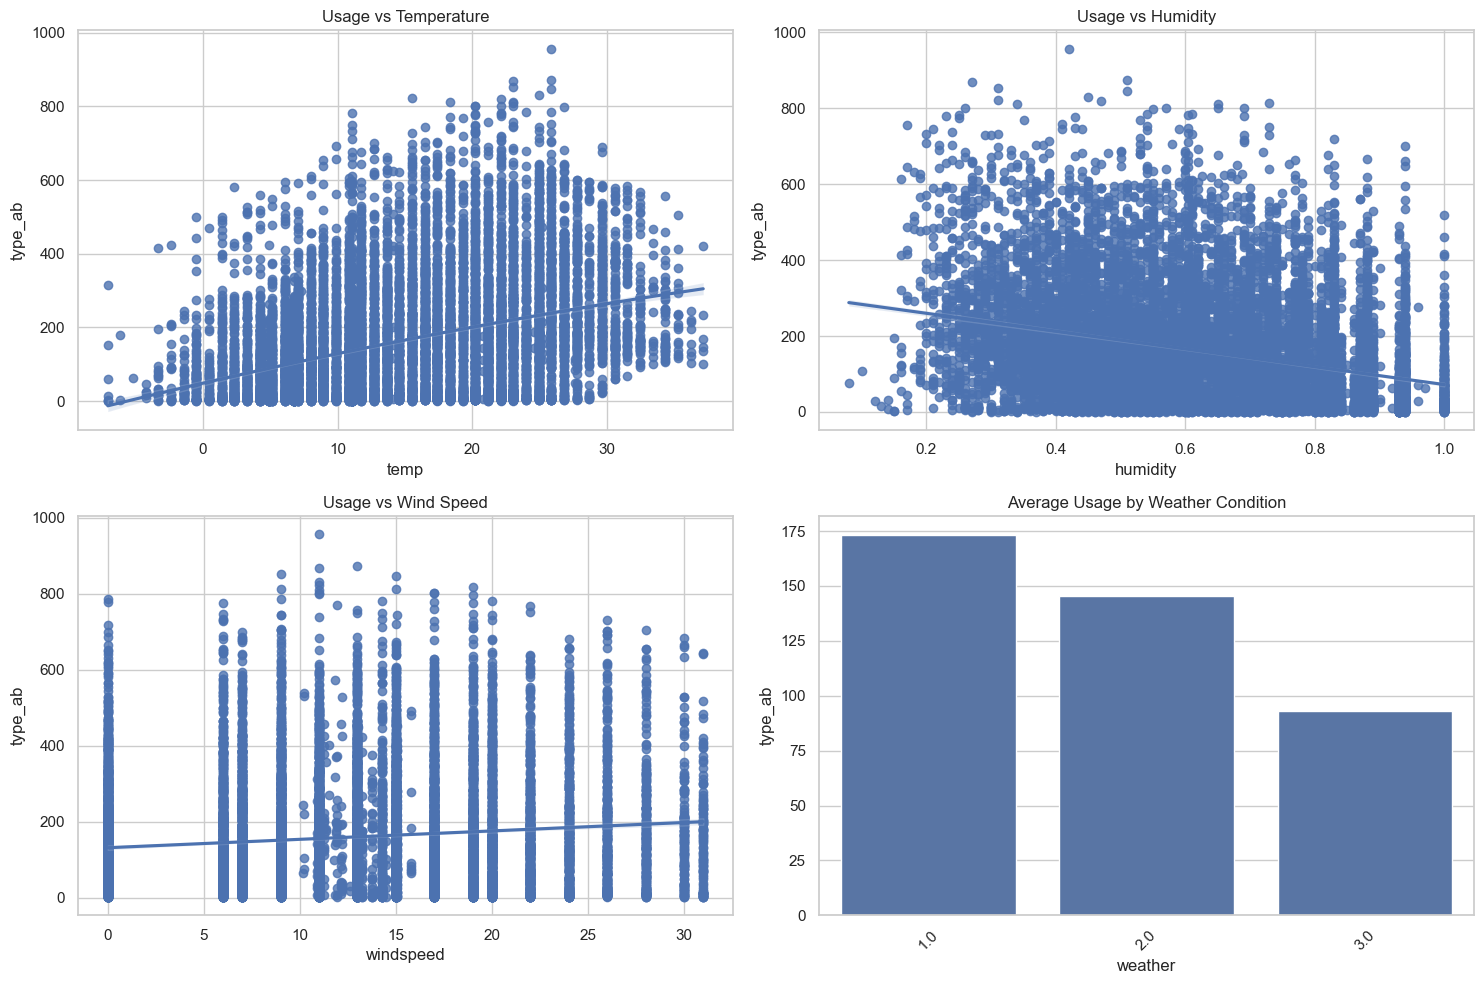 Usage vs Temperature
1000
800
600
400
200
0
type_ab
0 10 20 30
temp
Usage vs Humidity
1000
800
600
400
200
0
type_ab
0.2 0.4 0.6 0.8 1.0
humidity
Usage vs Wind Speed
1000
800
600
400
200
0
type_ab
0 5 10 15 20 25 30
windspeed
Average Usage by Weather Condition
175
150
125
100
75
50
25
0
type_ab
1.0 2.0 3.0
weather